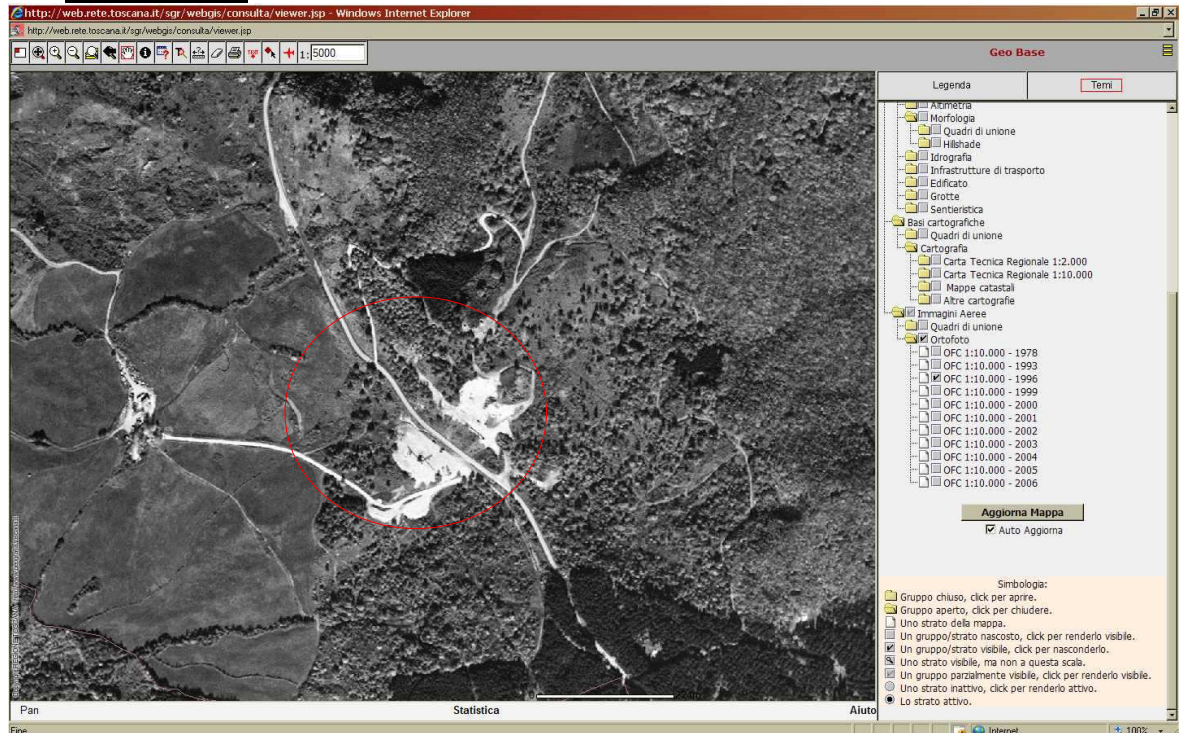 http://web.rete.toscana.it/sgr/webgis/consulta/viewer.jsp - Windows Internet Explorer
http://web.rete.toscana.it/sgr/webgis/consulta/viewer.jsp
1: 5000
Geo Base
Legenda
Temi
Altimetria
Morfologia
Quadri di unione
Hillshade
Idrografia
Infrastrutture di trasporto
Edificato
Grotte
Sentieristica
Basi cartografiche
Quadri di unione
Cartografia
Carta Tecnica Regionale 1:2.000
Carta Tecnica Regionale 1:10.000
Mappe catastali
Altre cartografie
Immagini Aeree
Quadri di unione
Ortofoto
OFC 1:10.000 - 1978
OFC 1:10.000 - 1993
OFC 1:10.000 - 1996
OFC 1:10.000 - 1999
OFC 1:10.000 - 2000
OFC 1:10.000 - 2001
OFC 1:10.000 - 2002
OFC 1:10.000 - 2003
OFC 1:10.000 - 2004
OFC 1:10.000 - 2005
OFC 1:10.000 - 2006
Aggiorna Mappa
Auto Aggiorna
Simbologia:
Gruppo chiuso, click per aprire.
Gruppo aperto, click per chiudere.
Uno strato della mappa.
Un gruppo/strato nascosto, click per renderlo visibile.
Un gruppo/strato visibile, click per nasconderlo.
Uno strato visibile, ma non a questa scala.
Un gruppo parzialmente visibile, click per renderlo visibile.
Uno strato inattivo, click per renderlo attivo.
Lo strato attivo.
Pan
Statistica
Aiuto
Fine
Internet
100%